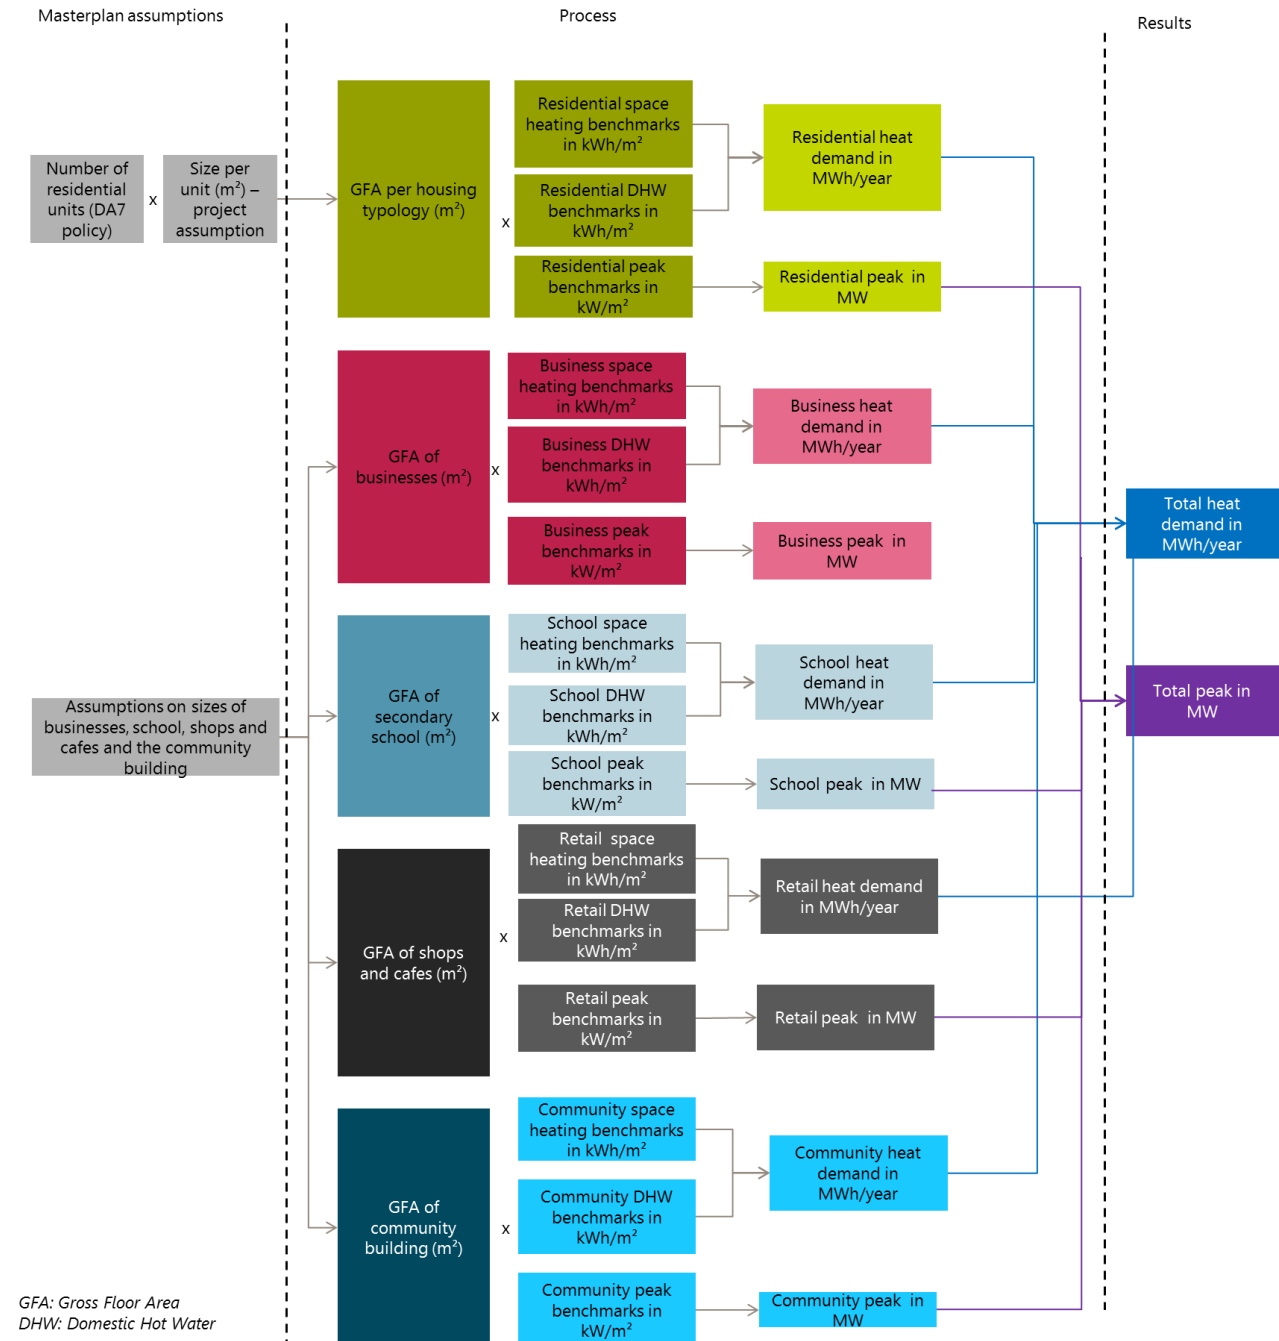 Masterplan assumptions
Process
Results
Number of
residential
units (DA7
policy)
x
Size per
unit (m²) –
project
assumption
GFA per housing
typology (m²)
x
Residential space
heating benchmarks
in kWh/m²
Residential DHW
benchmarks in
kWh/m²
Residential peak
benchmarks in
kW/m²
Residential heat
demand in
MWh/year
Residential peak in
MW
GFA of
businesses (m²)
x
Business space
heating benchmarks
in kWh/m²
Business DHW
benchmarks in
kWh/m²
Business peak
benchmarks in
kW/m²
Business heat
demand in
MWh/year
Business peak in
MW
Total heat
demand in
MWh/year
Total peak in
MW
Assumptions on sizes of
businesses, school, shops and
cafes and the community
building
GFA of
secondary
school (m²)
x
School space
heating benchmarks
in kWh/m²
School DHW
benchmarks in
kWh/m²
School peak
benchmarks in
kW/m²
School heat
demand in
MWh/year
School peak in MW
GFA of shops
and cafes (m²)
x
Retail space
heating benchmarks
in kWh/m²
Retail DHW
benchmarks in
kWh/m²
Retail peak
benchmarks in
kW/m²
Retail heat demand
in MWh/year
Retail peak in MW
GFA of
community
building (m²)
x
Community space
heating benchmarks
in kWh/m²
Community DHW
benchmarks in
kWh/m²
Community peak
benchmarks in
kW/m²
Community heat
demand in
MWh/year
Community peak in
MW
GFA: Gross Floor Area
DHW: Domestic Hot Water